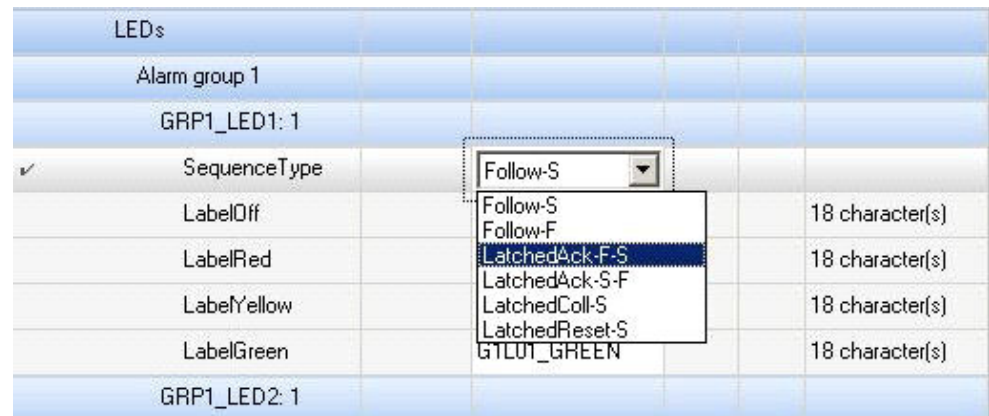 LEDs
Alarm group 1
GRP1_LED1: 1
SequenceType Follow-S
LabelOff Follow-S 18 character(s)
Follow-F
LabelRed LatchedAck-F-S 18 character(s)
LatchedAck-S-F
LabelYellow LatchedColl-S 18 character(s)
LatchedReset-S
LabelGreen G1L01_GREEN 18 character(s)
GRP1_LED2: 1